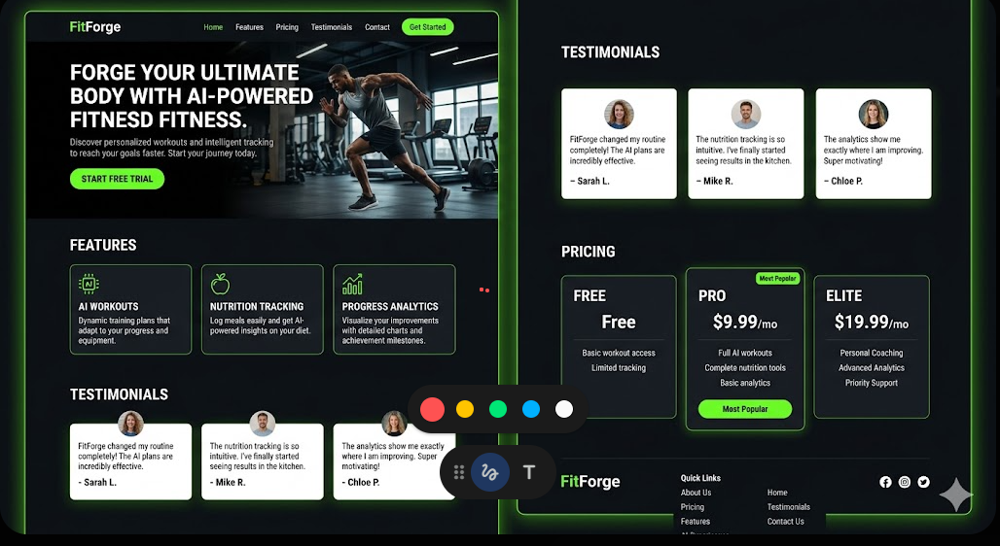 FitForge
Home Features Pricing Testimonials Contact Get Started
FORGE YOUR ULTIMATE
BODY WITH AI-POWERED
FITNESD FITNESS.
Discover personalized workouts and intelligent tracking
to reach your goals faster. Start your journey today.
START FREE TRIAL
FEATURES
AI
AI WORKOUTS
Dynamic training plans that
adapt to your progress and
equipment.
NUTRITION TRACKING
Log meals easily and get AI-
powered insights on your diet.
PROGRESS ANALYTICS
Visualize your improvements
with detailed charts and
achievement milestones.
TESTIMONIALS
FitForge changed my routine
completely! The AI plans are
incredibly effective.
- Sarah L.
The nutrition tracking is so
intuitive. I've finally started
seeing results in the kitchen.
- Mike R.
The analytics show me exactly
where I am improving. Super
motivating!
- Chloe P.
T
TESTIMONIALS
FitForge changed my routine
completely! The AI plans are
incredibly effective.
– Sarah L.
The nutrition tracking is so
intuitive. I've finally started
seeing results in the kitchen.
– Mike R.
The analytics show me
exactly where I am improving.
Super motivating!
– Chloe P.
PRICING
FREE
Free
Basic workout access
Limited tracking
Most Popular
PRO
$9.99/mo
Full AI workouts
Complete nutrition tools
Basic analytics
Most Popular
ELITE
$19.99/mo
Personal Coaching
Advanced Analytics
Priority Support
FitForge
Quick Links
About Us
Pricing
Features
Home
Testimonials
Contact Us